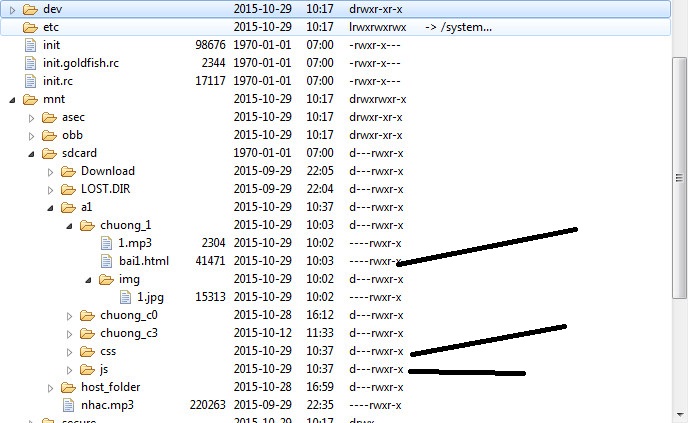 dev 2015-10-29 10:17 drwxr-xr-x
etc 2015-10-29 10:17 lrwxrwxrwx -> /system...
init 98676 1970-01-01 07:00 -rwxr-x---
init.goldfish.rc 2344 1970-01-01 07:00 -rwxr-x---
init.rc 17117 1970-01-01 07:00 -rwxr-x---
mnt 2015-10-29 10:17 drwxrwxr-x
asec 2015-10-29 10:17 drwxr-xr-x
obb 2015-10-29 10:17 drwxr-xr-x
sdcard 1970-01-01 07:00 d---rwxr-x
Download 2015-09-29 22:05 d---rwxr-x
LOST.DIR 2015-09-29 22:04 d---rwxr-x
a1 2015-10-29 10:37 d---rwxr-x
chuong_1 2015-10-29 10:03 d---rwxr-x
1.mp3 2304 2015-10-29 10:02 ----rwxr-x
bai1.html 41471 2015-10-29 10:03 ----rwxr-x
img 2015-10-29 10:02 d---rwxr-x
1.jpg 15313 2015-10-29 10:02 ----rwxr-x
chuong_c0 2015-10-28 16:12 d---rwxr-x
chuong_c3 2015-10-12 11:33 d---rwxr-x
css 2015-10-29 10:37 d---rwxr-x
js 2015-10-29 10:37 d---rwxr-x
host_folder 2015-10-28 16:59 d---rwxr-x
nhac.mp3 220263 2015-09-29 22:35 ----rwxr-x
secure 2015-10-29 10:17 drwx